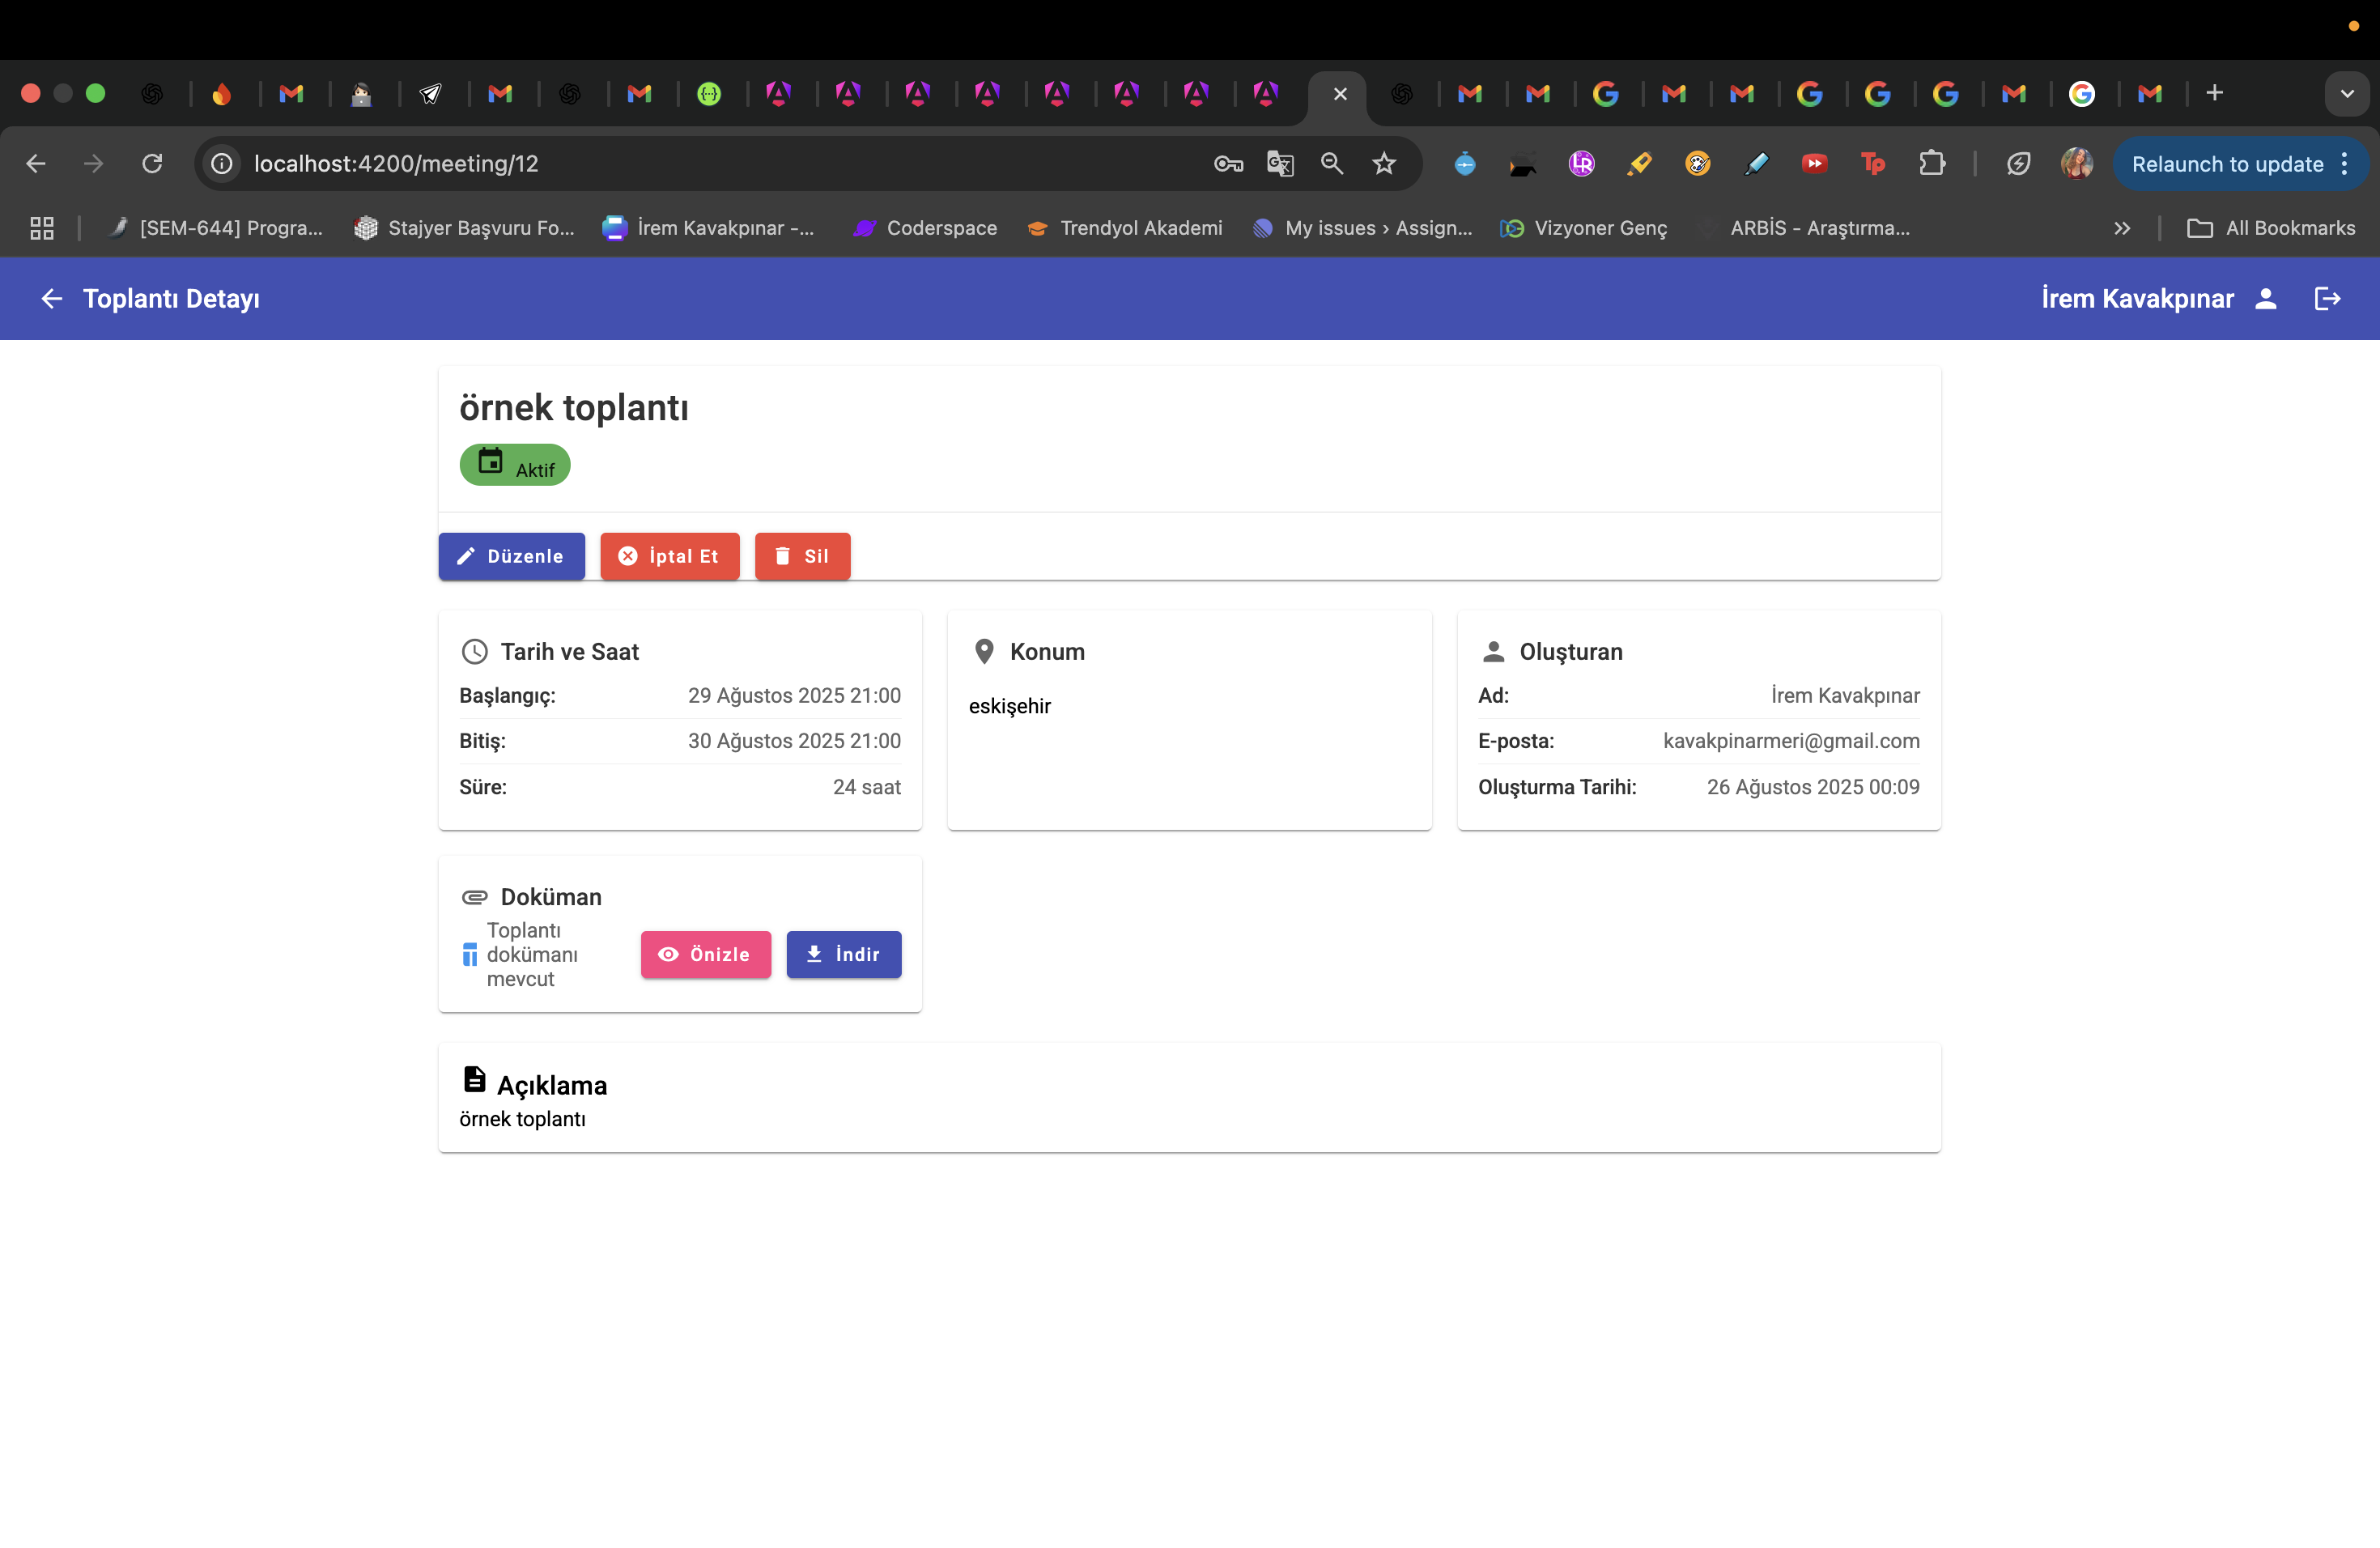 localhost:4200/meeting/12
Relaunch to update
[SEM-644] Progra...
Stajyer Başvuru Fo...
İrem Kavakpınar -...
Coderspace
Trendyol Akademi
My issues › Assign...
Vizyoner Genç
ARBİS - Araştırma...
All Bookmarks
Toplantı Detayı
İrem Kavakpınar
örnek toplantı
Aktif
Düzenle
İptal Et
Sil
Tarih ve Saat
Başlangıç: 29 Ağustos 2025 21:00
Bitiş: 30 Ağustos 2025 21:00
Süre: 24 saat
Konum
eskişehir
Oluşturan
Ad: İrem Kavakpınar
E-posta: kavakpinarmeri@gmail.com
Oluşturma Tarihi: 26 Ağustos 2025 00:09
Doküman
Toplantı
dokümanı
mevcut
Önizle
İndir
Açıklama
örnek toplantı